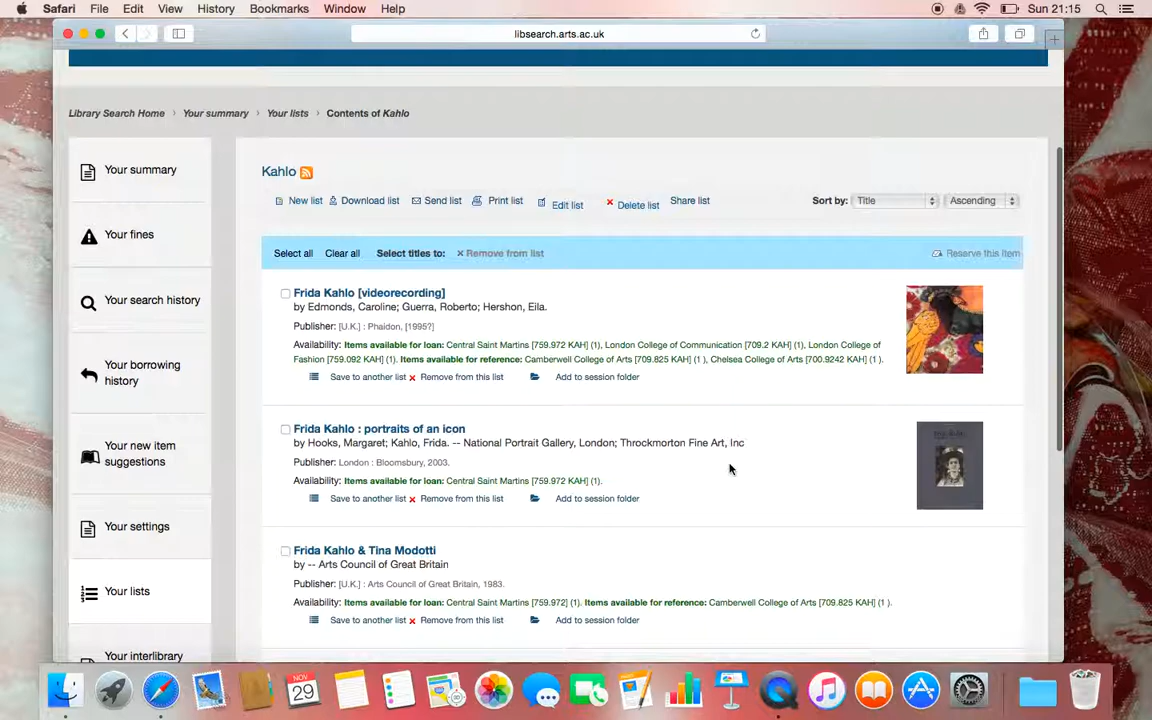 Safari File Edit View History Bookmarks Window Help Sun 21:15
libsearch.arts.ac.uk
Library Search Home › Your summary › Your lists › Contents of Kahlo
Your summary
Your fines
Your search history
Your borrowing
history
Your new item
suggestions
Your settings
Your lists
Your interlibrary
Kahlo
New list Download list Send list Print list Edit list Delete list Share list Sort by: Title Ascending
Select all Clear all Select titles to: Remove from list Reserve this item
Frida Kahlo [videorecording]
by Edmonds, Caroline; Guerra, Roberto; Hershon, Eila.
Publisher: [U.K.] : Phaidon, [1995?]
Availability: Items available for loan: Central Saint Martins [759.972 KAH] (1), London College of Communication [709.2 KAH] (1), London College of
Fashion [759.092 KAH] (1). Items available for reference: Camberwell College of Arts [709.825 KAH] (1 ), Chelsea College of Arts [700.9242 KAH] (1 ).
Save to another list Remove from this list Add to session folder
Frida Kahlo : portraits of an icon
by Hooks, Margaret; Kahlo, Frida. -- National Portrait Gallery, London; Throckmorton Fine Art, Inc
Publisher: London : Bloomsbury, 2003.
Availability: Items available for loan: Central Saint Martins [759.972 KAH] (1).
Save to another list Remove from this list Add to session folder
Frida Kahlo & Tina Modotti
by -- Arts Council of Great Britain
Publisher: [U.K.] : Arts Council of Great Britain, 1983.
Availability: Items available for loan: Central Saint Martins [759.972] (1). Items available for reference: Camberwell College of Arts [709.825 KAH] (1 ).
Save to another list Remove from this list Add to session folder
NOV
29